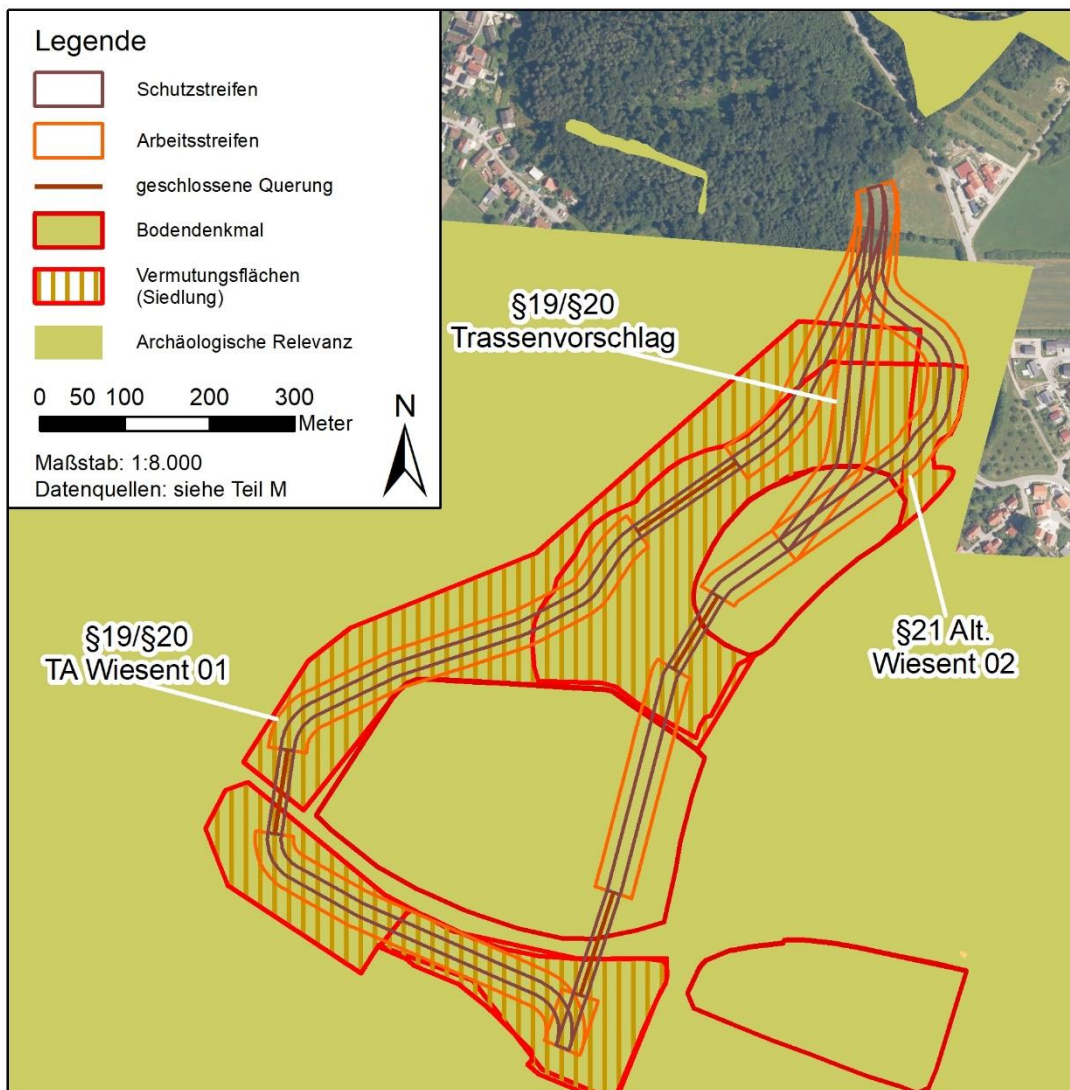 Legende
Schutzstreifen
Arbeitsstreifen
geschlossene Querung
Bodendenkmal
Vermutungsflächen
(Siedlung)
Archäologische Relevanz
0 50 100 200 300
Meter
N
Maßstab: 1:8.000
Datenquellen: siehe Teil M
§19/§20
Trassenvorschlag
§19/§20
TA Wiesent 01
§21 Alt.
Wiesent 02